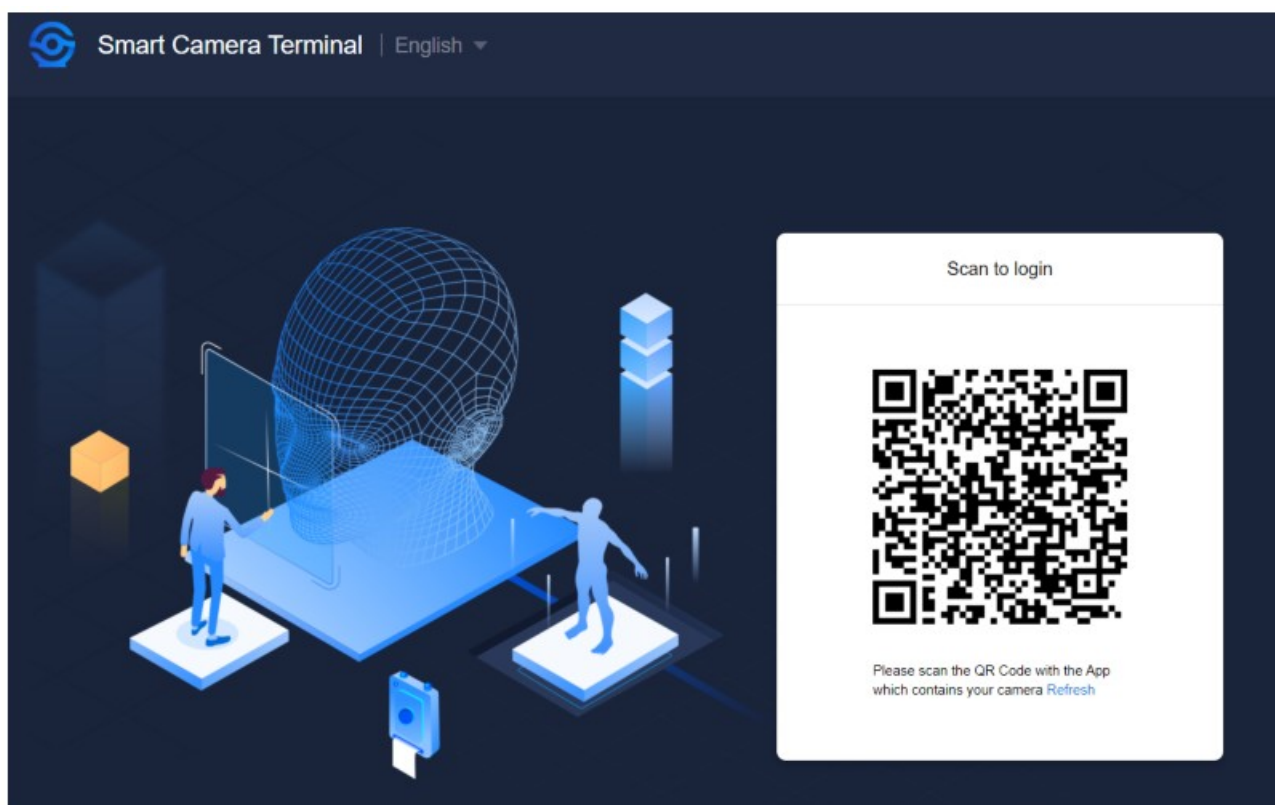 Smart Camera Terminal | English
Scan to login
Please scan the QR Code with the App
which contains your camera Refresh